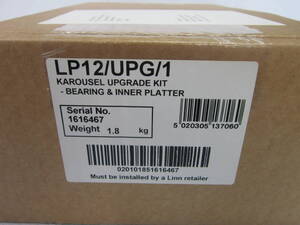 LP12/UPG/1
KAROUSEL UPGRADE KIT
- BEARING & INNER PLATTER
Serial No.
1616467
Weight 1.8 kg
5 020305 137060
020101851616467
Must be installed by a Linn retailer